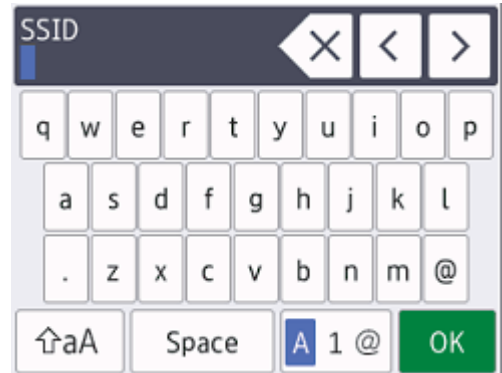 SSID
q w e r t y u i o p
a s d f g h j k l
. z x c v b n m @
aA Space A 1 @ OK